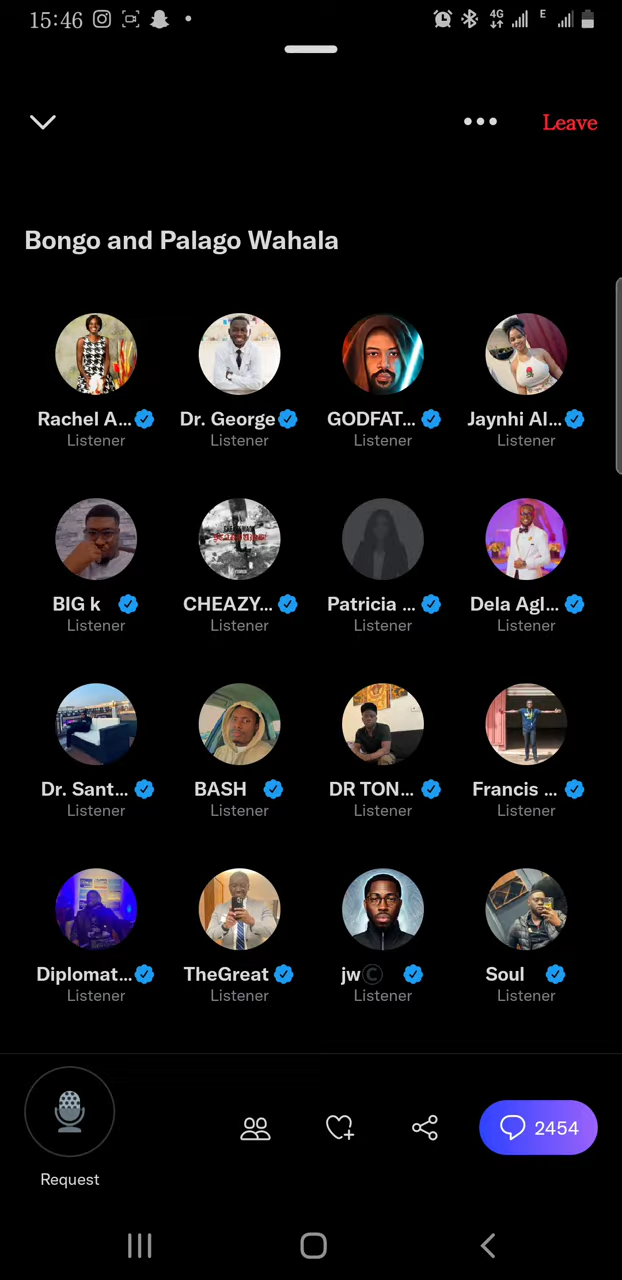 15:46 4G E
Leave
Bongo and Palago Wahala
Rachel A... Dr. George GODFAT... Jaynhi Al...
Listener Listener Listener Listener
BIG k CHEAZY... Patricia ... Dela Agl...
Listener Listener Listener Listener
Dr. Sant... BASH DR TON... Francis ...
Listener Listener Listener Listener
Diplomat... TheGreat jw© Soul
Listener Listener Listener Listener
2454
Request